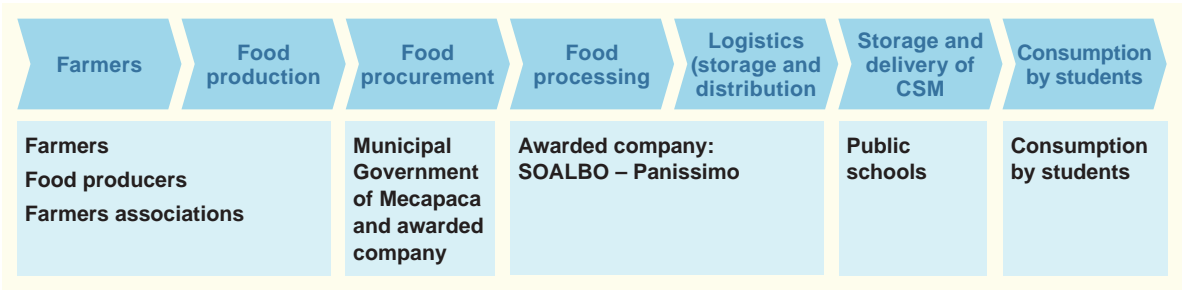 Farmers
Food
production
Food
procurement
Food
processing
Logistics
(storage and
distribution
Storage and
delivery of
CSM
Consumption
by students
Farmers
Food producers
Farmers associations
Municipal
Government
of Mecapaca
and awarded
company
Awarded company:
SOALBO – Panissimo
Public
schools
Consumption
by students